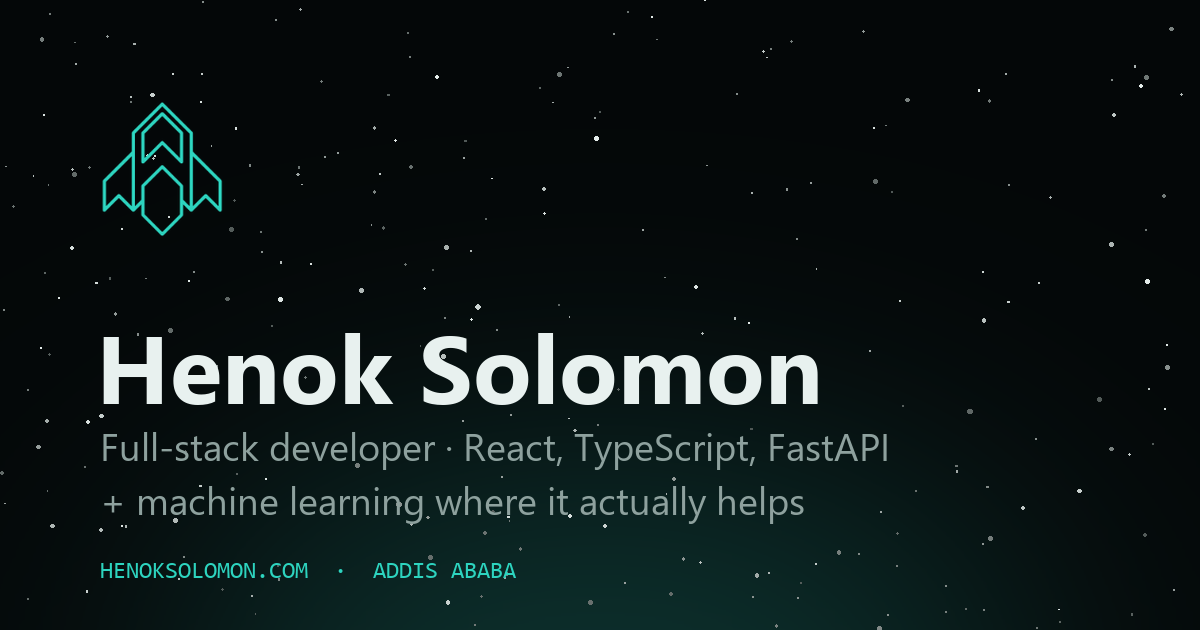 Henok Solomon
Full-stack developer · React, TypeScript, FastAPI
+ machine learning where it actually helps
HENOKSOLOMON.COM · ADDIS ABABA